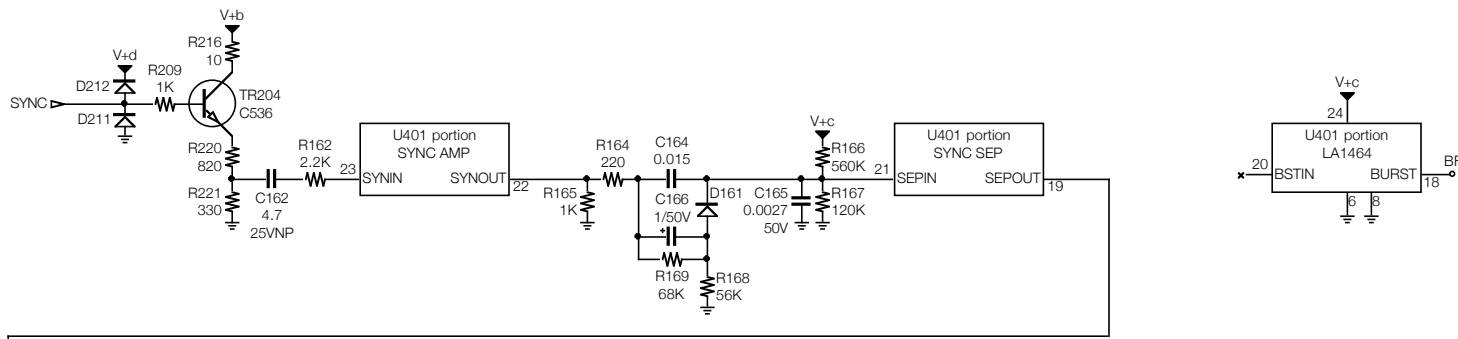 V+b
R216
10
V+d
D212
R209
1K
SYNC
TR204
C536
D211
R220
820
R221
330
C162
4.7
25VNP
R162
2.2K
23
U401 portion
SYNC AMP
SYNIN
SYNOUT
22
R165
1K
R164
220
C164
0.015
C166
1/50V
+
D161
R169
68K
R168
56K
C165
0.0027
50V
V+c
R166
560K
R167
120K
21
U401 portion
SYNC SEP
SEPIN
SEPOUT
19
V+c
24
U401 portion
LA1464
20
BSTIN
BURST
18
6
8